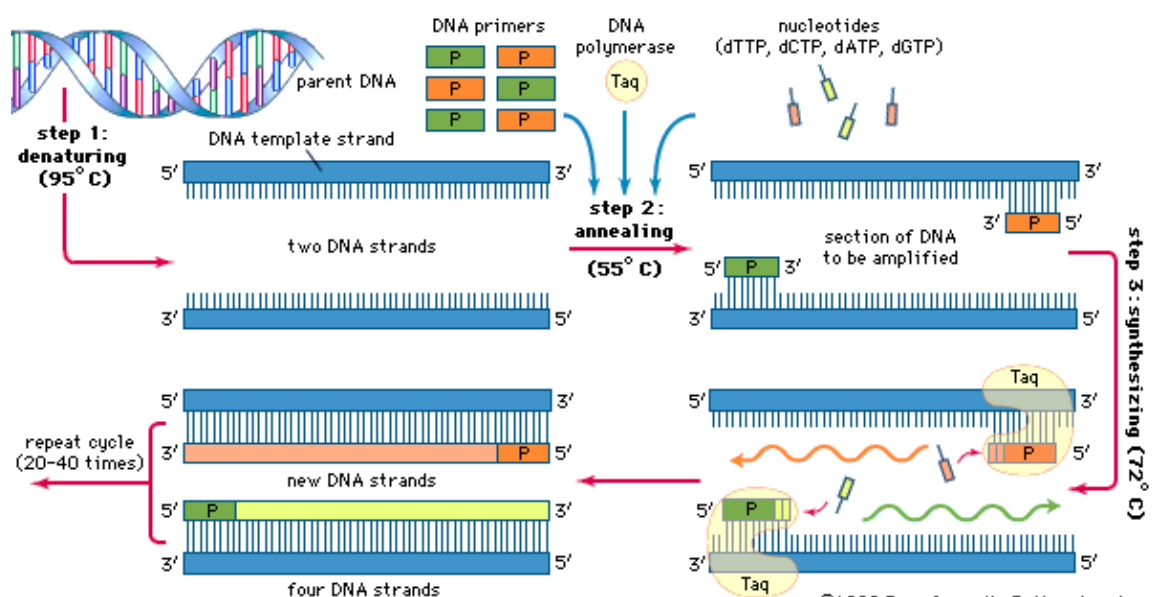 DNA primers
P P
P P
P P
DNA
polymerase
Taq
nucleotides
(dTTP, dCTP, dATP, dGTP)
parent DNA
step 1:
denaturing
(95° C)
DNA template strand
5′ 3′
two DNA strands
3′ 5′
step 2:
annealing
(55° C)
5′ 3′
3′ P 5′
section of DNA
to be amplified
5′ P 3′
3′ 5′
step 3: synthesizing (72° C)
Taq
5′ 3′
P 5′
5′ P
3′ 5′
Taq
5′ 3′
3′ P 5′
new DNA strands
5′ P 3′
3′ 5′
four DNA strands
repeat cycle
(20–40 times)